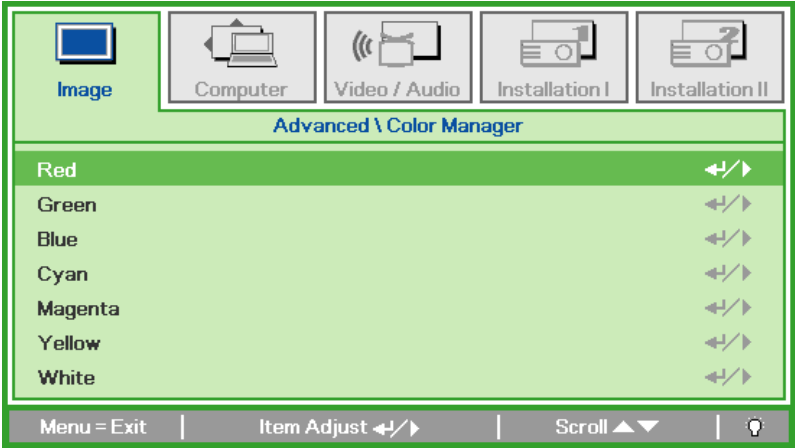 Image Computer Video / Audio Installation I Installation II
Advanced \ Color Manager
Red
Green
Blue
Cyan
Magenta
Yellow
White
Menu = Exit Item Adjust Scroll